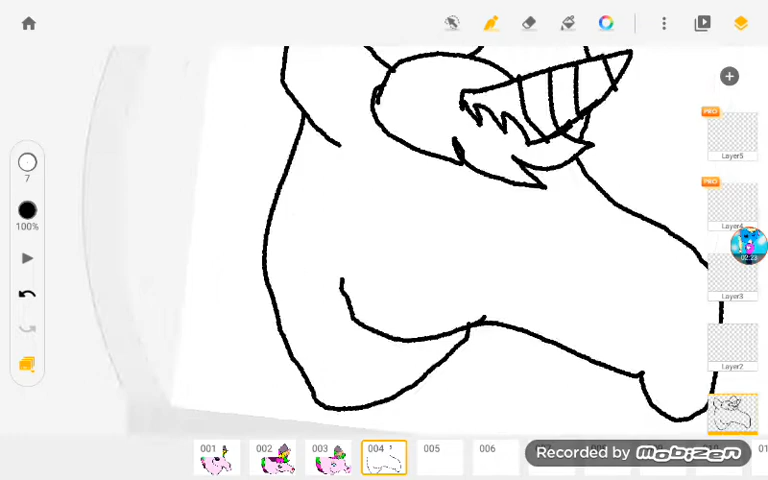 7
100%
PRO
Layer5
PRO
Layer4
02:23
Layer3
Layer2
001
002
003
004
005
006
Recorded by mobizen